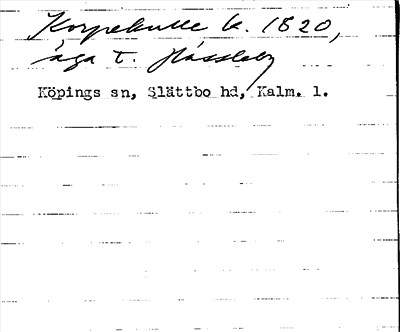 Korpekulle k. 1820,
äga t. Hässleby
Köpings sn, Slättbo hd, Kalm. l.